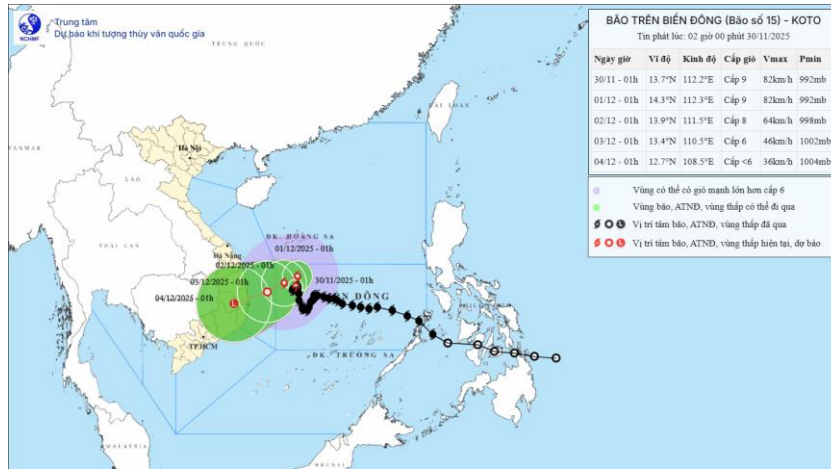 NCHMF
Trung tâm
Dự báo khí tượng thủy văn quốc gia
BÃO TRÊN BIỂN ĐÔNG (Bão số 15) - KOTO
Tin phát lúc: 02 giờ 00 phút 30/11/2025
Ngày giờ Vĩ độ Kinh độ Cấp gió Vmax Pmin
30/11 - 01h 13.7°N 112.2°E Cấp 9 82km/h 992mb
01/12 - 01h 14.3°N 112.3°E Cấp 9 82km/h 992mb
02/12 - 01h 13.9°N 111.5°E Cấp 8 64km/h 998mb
03/12 - 01h 13.4°N 110.5°E Cấp 6 46km/h 1002mb
04/12 - 01h 12.7°N 108.5°E Cấp <6 36km/h 1004mb
Vùng có thể có gió mạnh lớn hơn cấp 6
Vùng bão, ATNĐ, vùng thấp có thể đi qua
Vị trí tâm bão, ATNĐ, vùng thấp đã qua
Vị trí tâm bão, ATNĐ, vùng thấp hiện tại, dự báo
TRUNG QUỐC
ĐÀI LOAN
Hà Nội
LÀO
THÁI LAN
ĐK. HOÀNG SA
01/12/2025 - 01h
Đà Nẵng
02/12/2025 - 01h
03/12/2025 - 01h
30/11/2025 - 01h
04/12/2025 - 01h
ĐÔNG
TP.HCM
ĐK. TRƯỜNG SA
MALAYSIA
BRUNEI